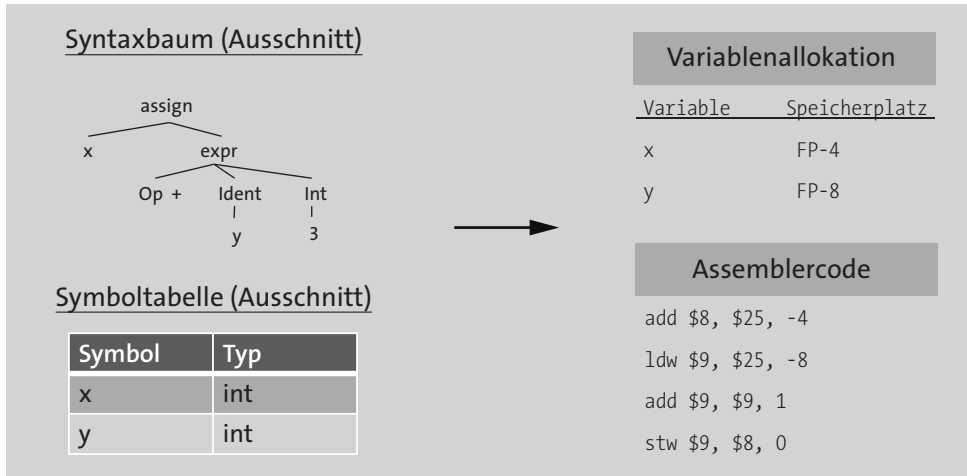 Syntaxbaum (Ausschnitt)
assign
x expr
Op + Ident Int
y 3
Symboltabelle (Ausschnitt)
Symbol Typ
x int
y int
Variablenallokation
Variable Speicherplatz
x FP-4
y FP-8
Assemblercode
add $8, $25, -4
ldw $9, $25, -8
add $9, $9, 1
stw $9, $8, 0